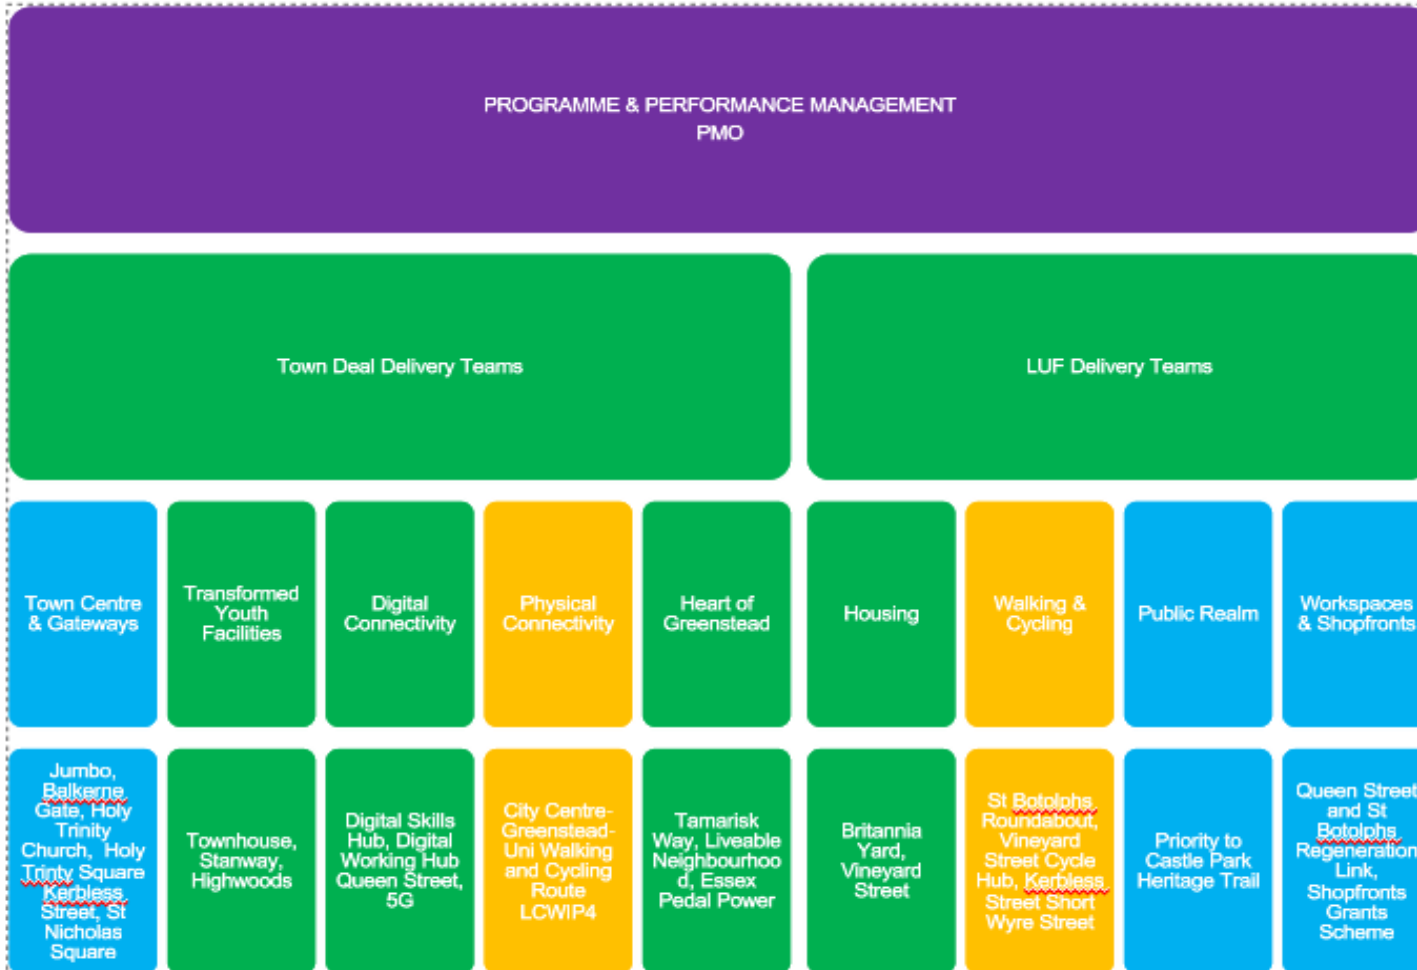 PROGRAMME & PERFORMANCE MANAGEMENT
PMO
Town Deal Delivery Teams
LUF Delivery Teams
Town Centre
& Gateways
Transformed
Youth
Facilities
Digital
Connectivity
Physical
Connectivity
Heart of
Greenstead
Housing
Walking &
Cycling
Public Realm
Workspaces
& Shopfronts
Jumbo,
Balkerne
Gate, Holy
Trinity
Church, Holy
Trinty Square
Kerbless
Street, St
Nicholas
Square
Townhouse,
Stanway,
Highwoods
Digital Skills
Hub, Digital
Working Hub
Queen Street,
5G
City Centre-
Greenstead-
Uni Walking
and Cycling
Route
LCWIP4
Tamarisk
Way, Liveable
Neighbourhoo
d, Essex
Pedal Power
Britannia
Yard,
Vineyard
Street
St Botolphs
Roundabout,
Vineyard
Street Cycle
Hub, Kerbless
Street Short
Wyre Street
Priority to
Castle Park
Heritage Trail
Queen Street
and St
Botolphs
Regeneration
Link,
Shopfronts
Grants
Scheme